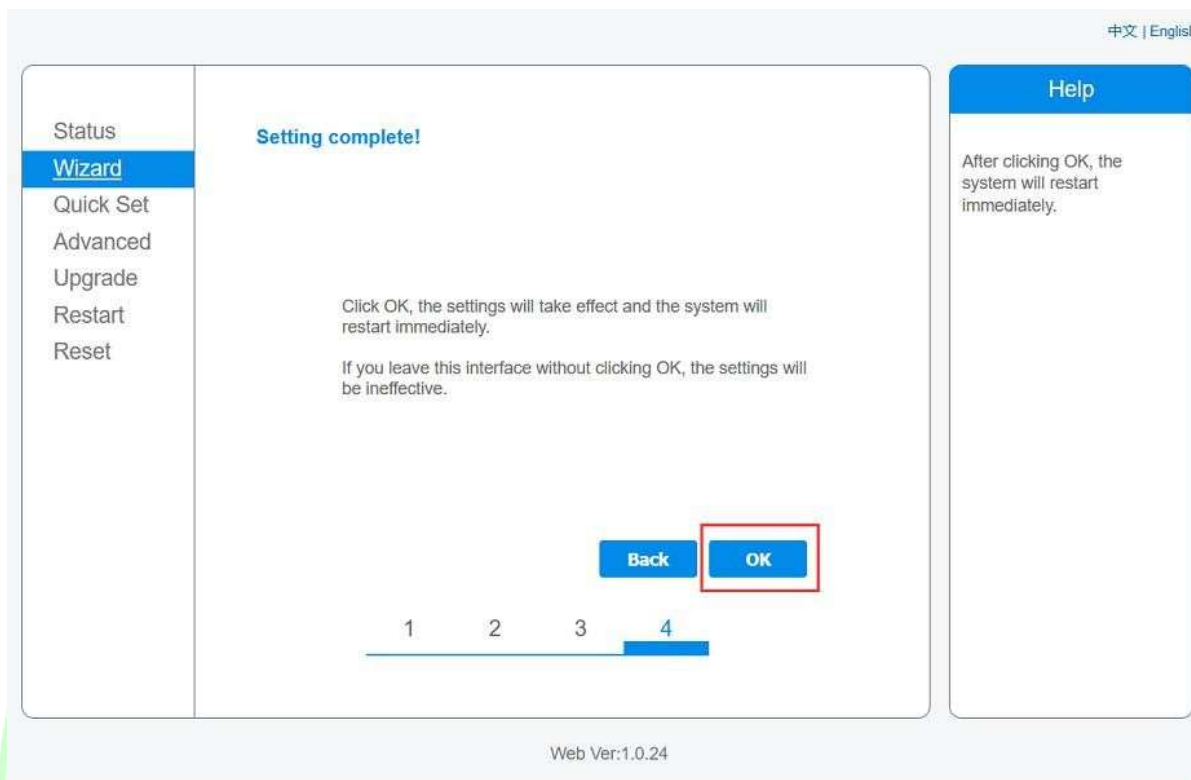 中文 | English
Status
Wizard
Quick Set
Advanced
Upgrade
Restart
Reset
Setting complete!
Click OK, the settings will take effect and the system will
restart immediately.
If you leave this interface without clicking OK, the settings will
be ineffective.
Back OK
1 2 3 4
Help
After clicking OK, the
system will restart
immediately.
Web Ver:1.0.24